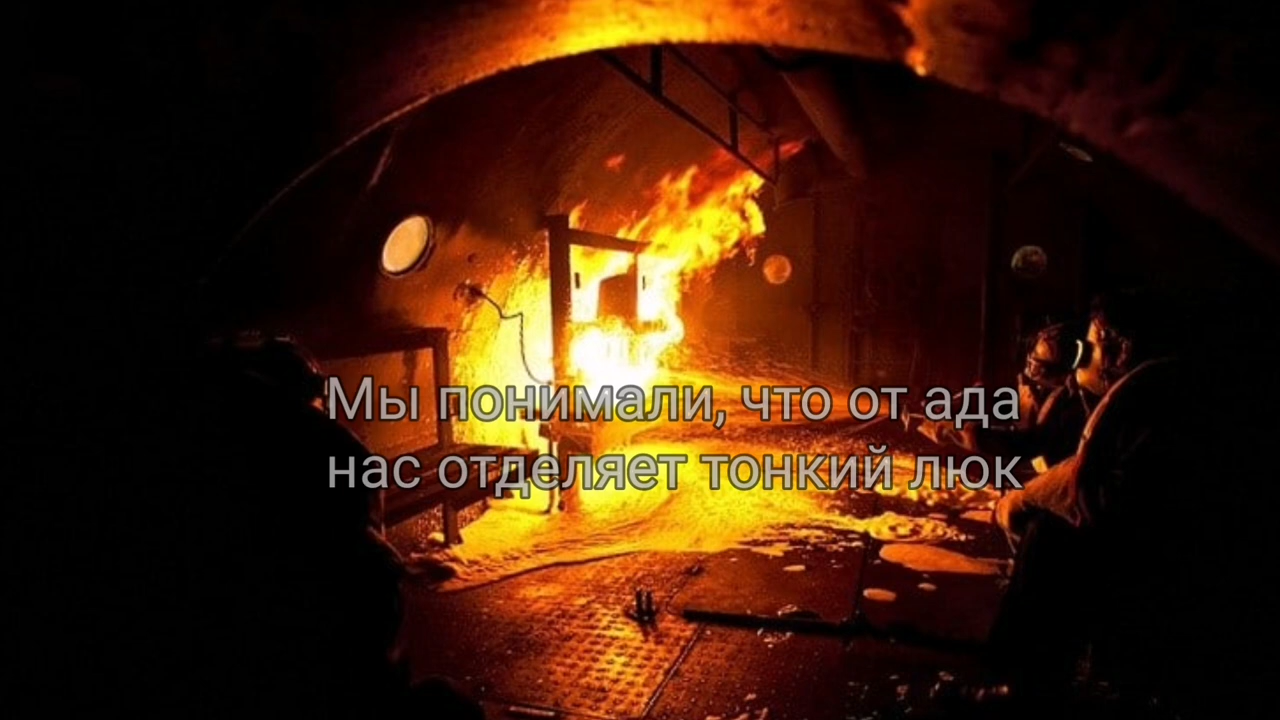 Мы понимали, что от ада
нас отделяет тонкий люк